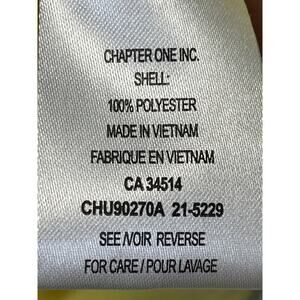 CHAPTER ONE INC.
SHELL:
100% POLYESTER
MADE IN VIETNAM
FABRIQUE EN VIETNAM
CA 34514
CHU90270A 21-5229
SEE /VOIR REVERSE
FOR CARE / POUR LAVAGE